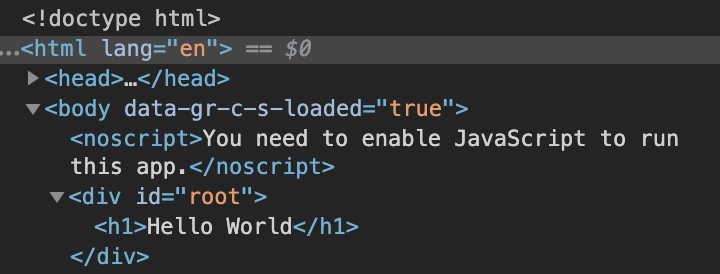 <!doctype html>
…<html lang="en"> == $0
▶<head>…</head>
▼<body data-gr-c-s-loaded="true">
<noscript>You need to enable JavaScript to run
this app.</noscript>
▼<div id="root">
<h1>Hello World</h1>
</div>